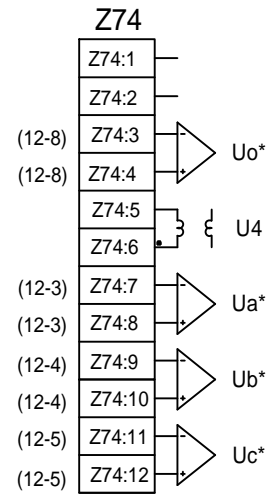 Z74
Z74:1
Z74:2
(12-8) Z74:3 -
Uo*
(12-8) Z74:4 +
Z74:5
U4
Z74:6
(12-3) Z74:7 -
Ua*
(12-3) Z74:8 +
(12-4) Z74:9 -
Ub*
(12-4) Z74:10 +
(12-5) Z74:11 -
Uc*
(12-5) Z74:12 +